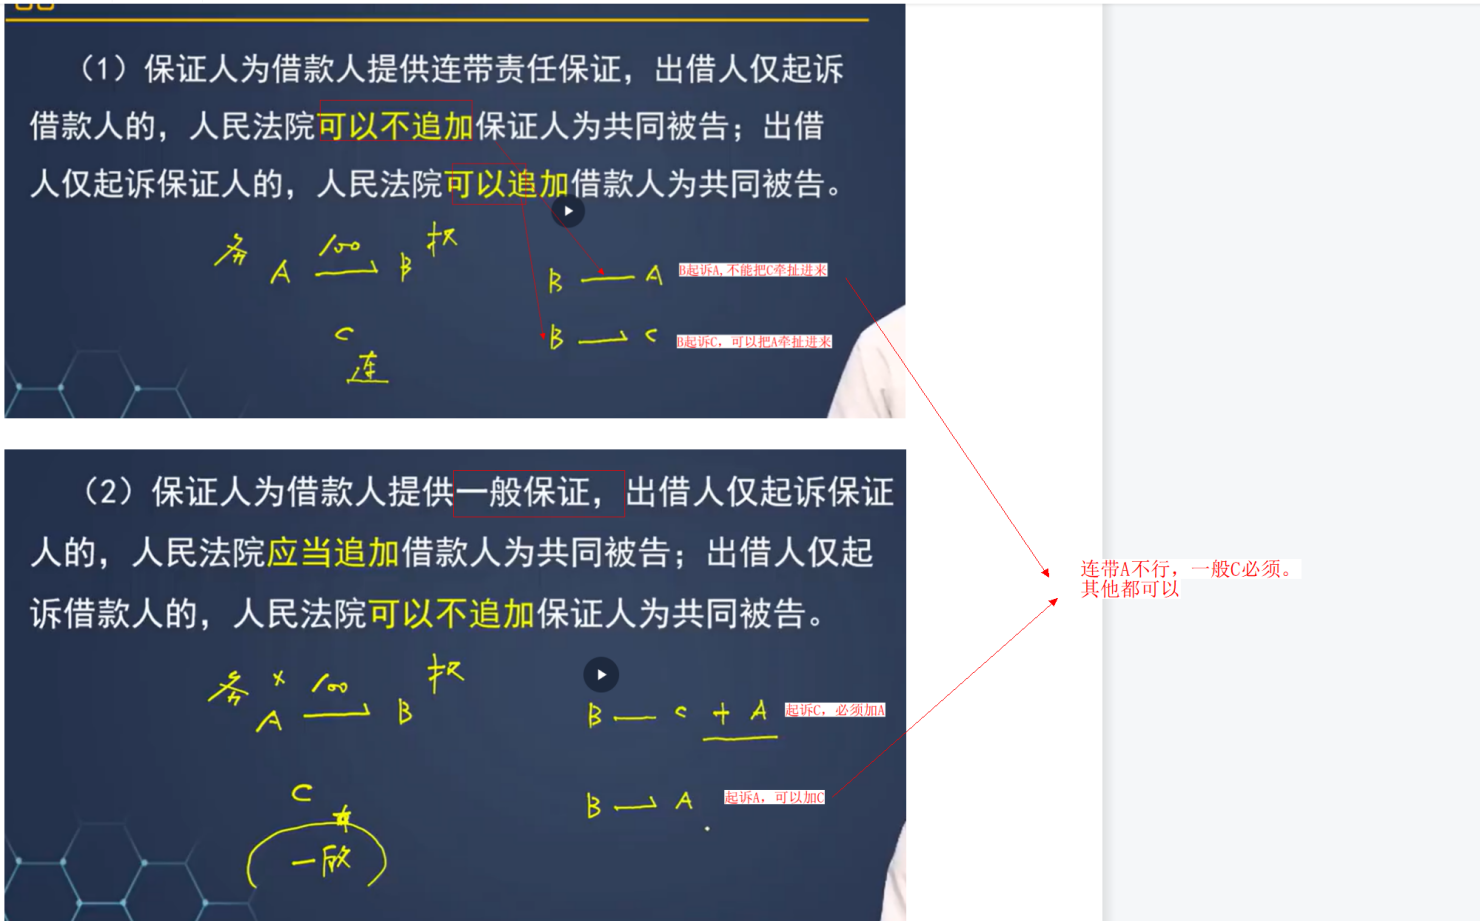 （1）保证人为借款人提供连带责任保证，出借人仅起诉
借款人的，人民法院可以不追加保证人为共同被告；出借
人仅起诉保证人的，人民法院可以追加借款人为共同被告。
务 A 100 B 权
C
连
B — A
B起诉A,不能把C牵扯进来
B — C
B起诉C，可以把A牵扯进来
（2）保证人为借款人提供一般保证，出借人仅起诉保证
人的，人民法院应当追加借款人为共同被告；出借人仅起
诉借款人的，人民法院可以不追加保证人为共同被告。
务 × A 100 B 权
C
一般
B — C + A
起诉C，必须加A
B — A
起诉A，可以加C
连带A不行，一般C必须。
其他都可以